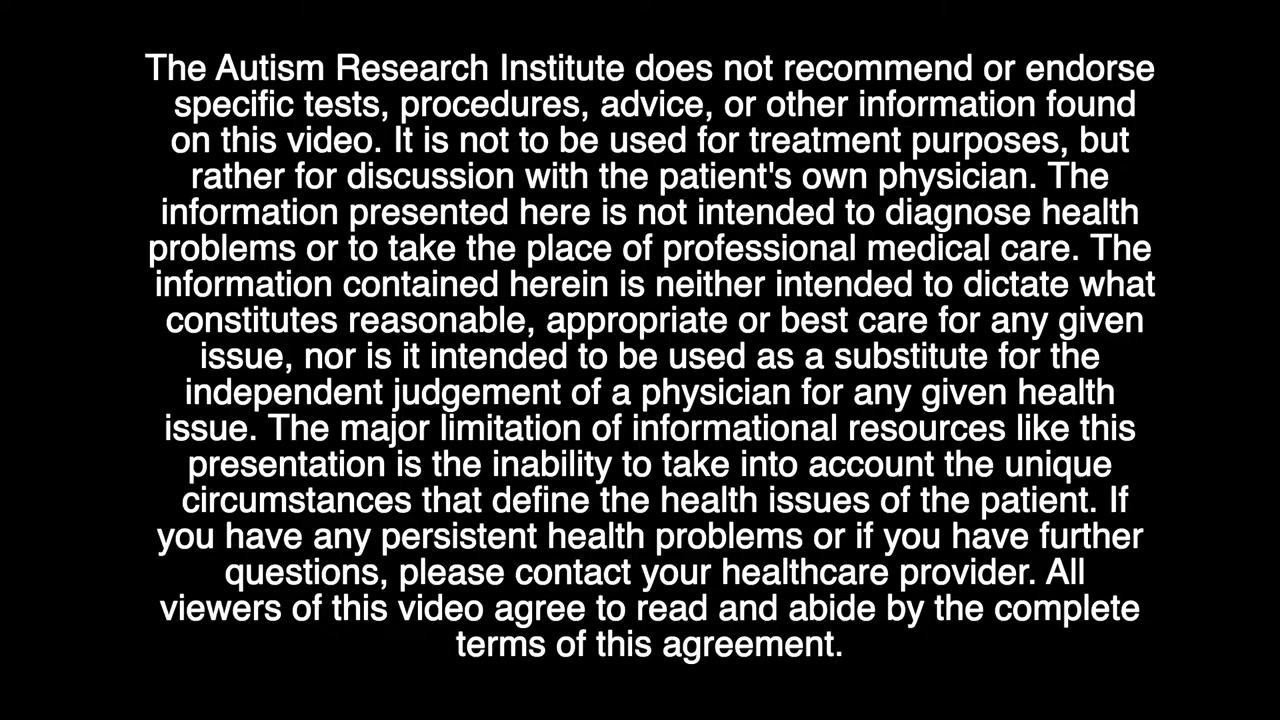 The Autism Research Institute does not recommend or endorse
specific tests, procedures, advice, or other information found
on this video. It is not to be used for treatment purposes, but
rather for discussion with the patient's own physician. The
information presented here is not intended to diagnose health
problems or to take the place of professional medical care. The
information contained herein is neither intended to dictate what
constitutes reasonable, appropriate or best care for any given
issue, nor is it intended to be used as a substitute for the
independent judgement of a physician for any given health
issue. The major limitation of informational resources like this
presentation is the inability to take into account the unique
circumstances that define the health issues of the patient. If
you have any persistent health problems or if you have further
questions, please contact your healthcare provider. All
viewers of this video agree to read and abide by the complete
terms of this agreement.